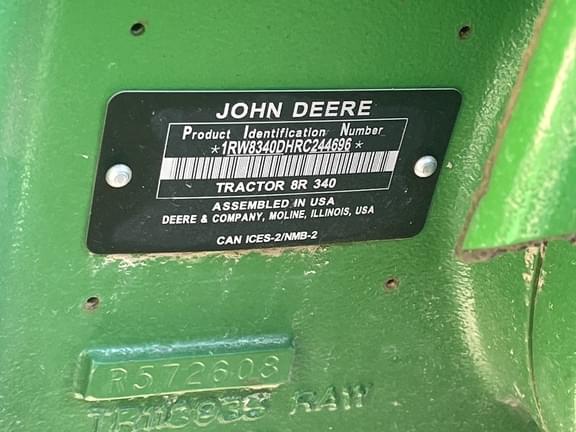 JOHN DEERE
Product Identification Number
*1RW8340DHRC244696*
TRACTOR 8R 340
ASSEMBLED IN USA
DEERE & COMPANY, MOLINE, ILLINOIS, USA
CAN ICES-2/NMB-2
R572608
RAW